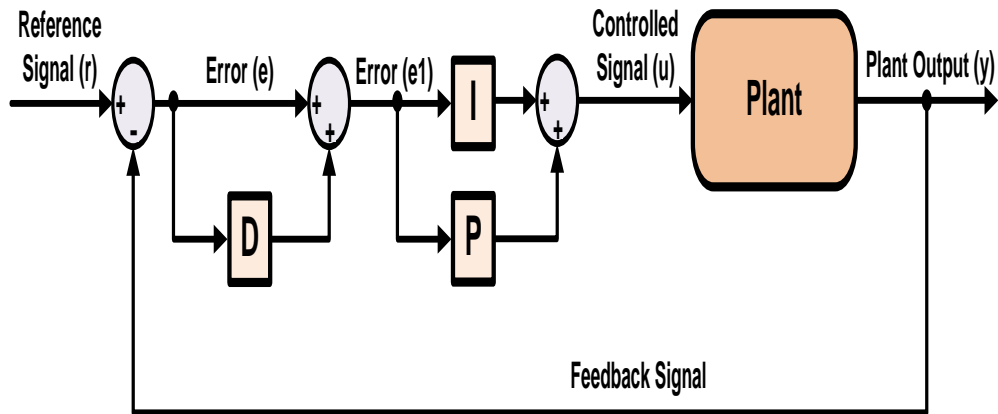 Reference
Signal (r)
Error (e)
Error (e1)
Controlled
Signal (u)
Plant
Plant Output (y)
+
-
+
+
I
+
+
D
P
Feedback Signal